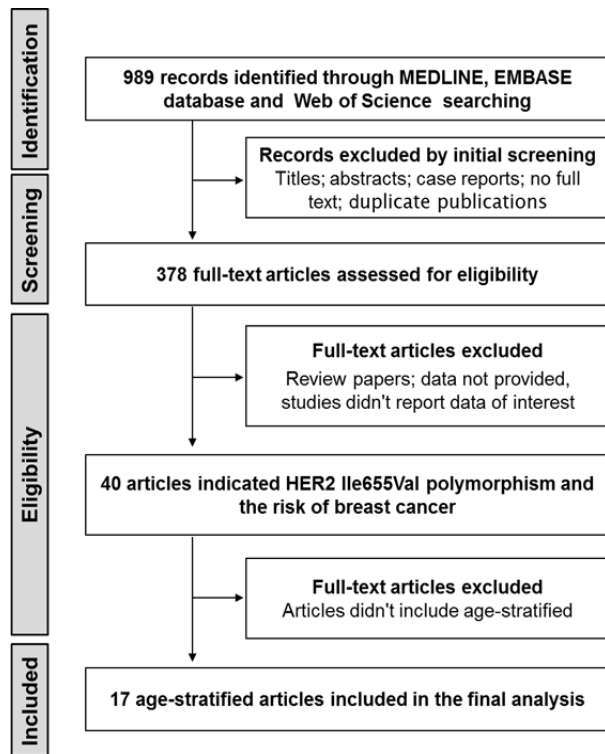 Identification
989 records identified through MEDLINE, EMBASE
database and Web of Science searching
Records excluded by initial screening
Titles; abstracts; case reports; no full
text; duplicate publications
Screening
378 full-text articles assessed for eligibility
Full-text articles excluded
Review papers; data not provided,
studies didn't report data of interest
Eligibility
40 articles indicated HER2 Ile655Val polymorphism and
the risk of breast cancer
Full-text articles excluded
Articles didn't include age-stratified
Included
17 age-stratified articles included in the final analysis